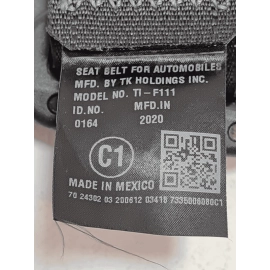 SEAT BELT FOR AUTOMOBILES
MFD. BY TK HOLDINGS INC.
MODEL NO. TI-F111
ID.NO. MFD.IN
0164 2020
C1
MADE IN MEXICO
70 24302 03 200612 03418 7335006080C1